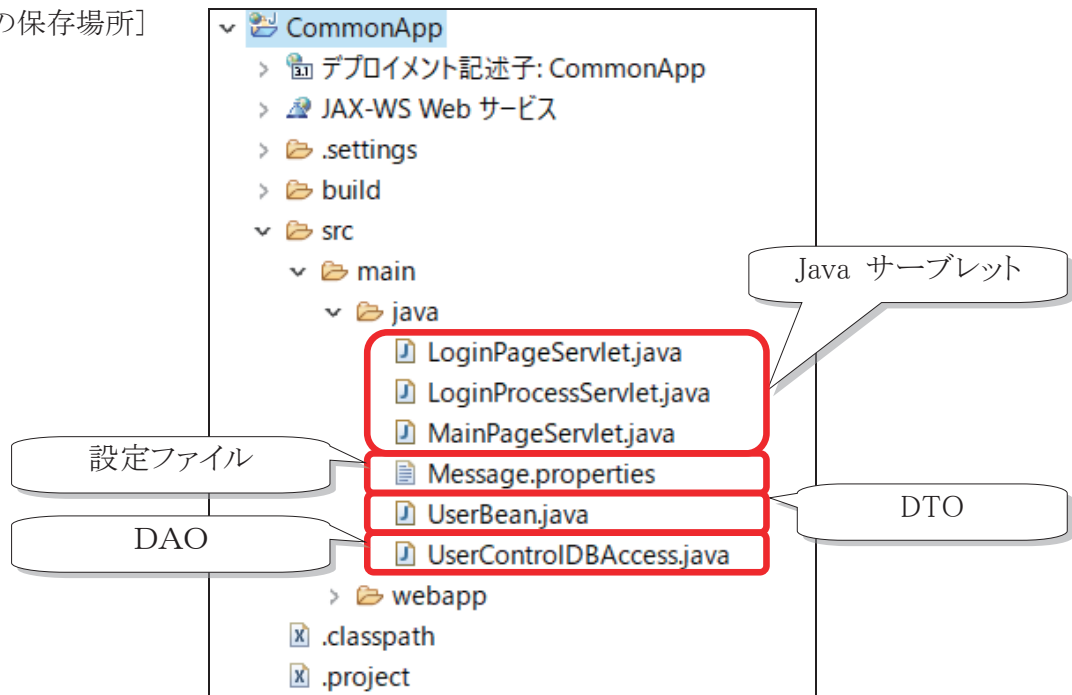 の保存場所]
CommonApp
デプロイメント記述子: CommonApp
JAX-WS Web サービス
.settings
build
src
main
Java サーブレット
java
LoginPageServlet.java
LoginProcessServlet.java
MainPageServlet.java
設定ファイル
Message.properties
DTO
UserBean.java
DAO
UserControlDBAccess.java
webapp
.classpath
.project